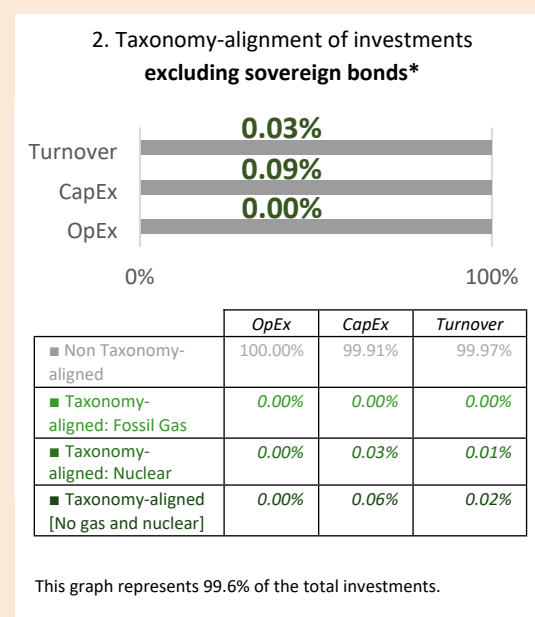 2. Taxonomy-alignment of investments
excluding sovereign bonds*
0.03%
Turnover
0.09%
CapEx
0.00%
OpEx
0% 100%
OpEx CapEx Turnover
■ Non Taxonomy- 100.00% 99.91% 99.97%
aligned
■ Taxonomy- 0.00% 0.00% 0.00%
aligned: Fossil Gas
■ Taxonomy- 0.00% 0.03% 0.01%
aligned: Nuclear
■ Taxonomy-aligned 0.00% 0.06% 0.02%
[No gas and nuclear]
This graph represents 99.6% of the total investments.